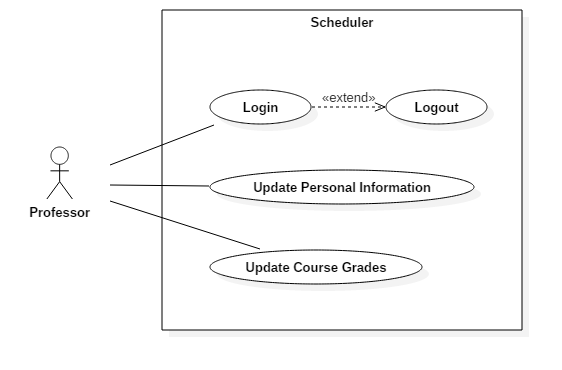 Scheduler
Login
«extend»
Logout
Update Personal Information
Professor
Update Course Grades